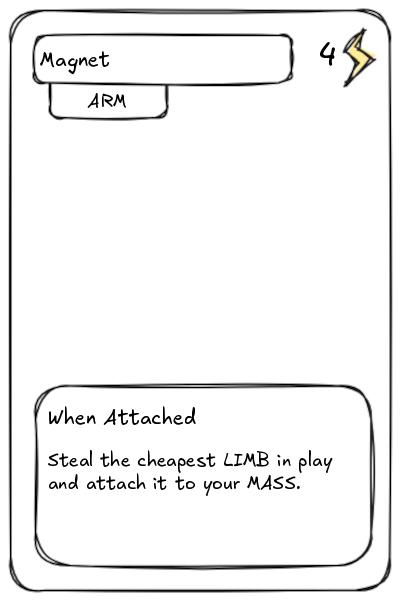 Magnet
4
ARM
When Attached
Steal the cheapest LIMB in play
and attach it to your MASS.